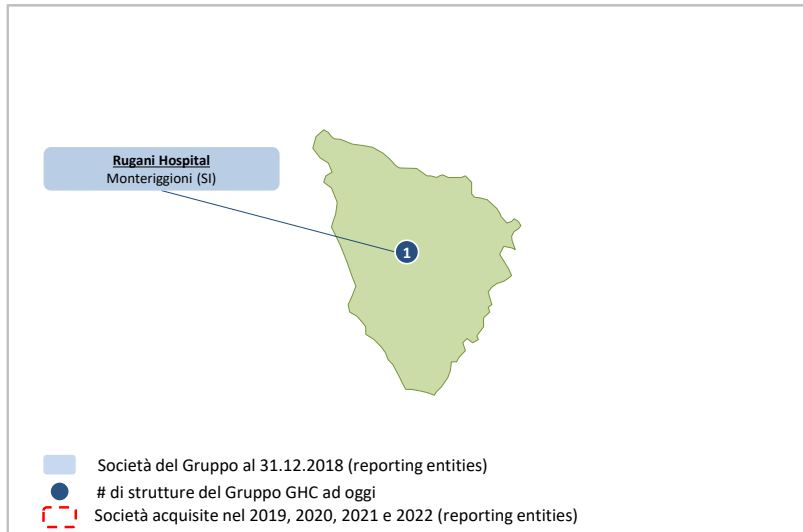 Rugani Hospital
Monteriggioni (SI)
1
Società del Gruppo al 31.12.2018 (reporting entities)
# di strutture del Gruppo GHC ad oggi
Società acquisite nel 2019, 2020, 2021 e 2022 (reporting entities)